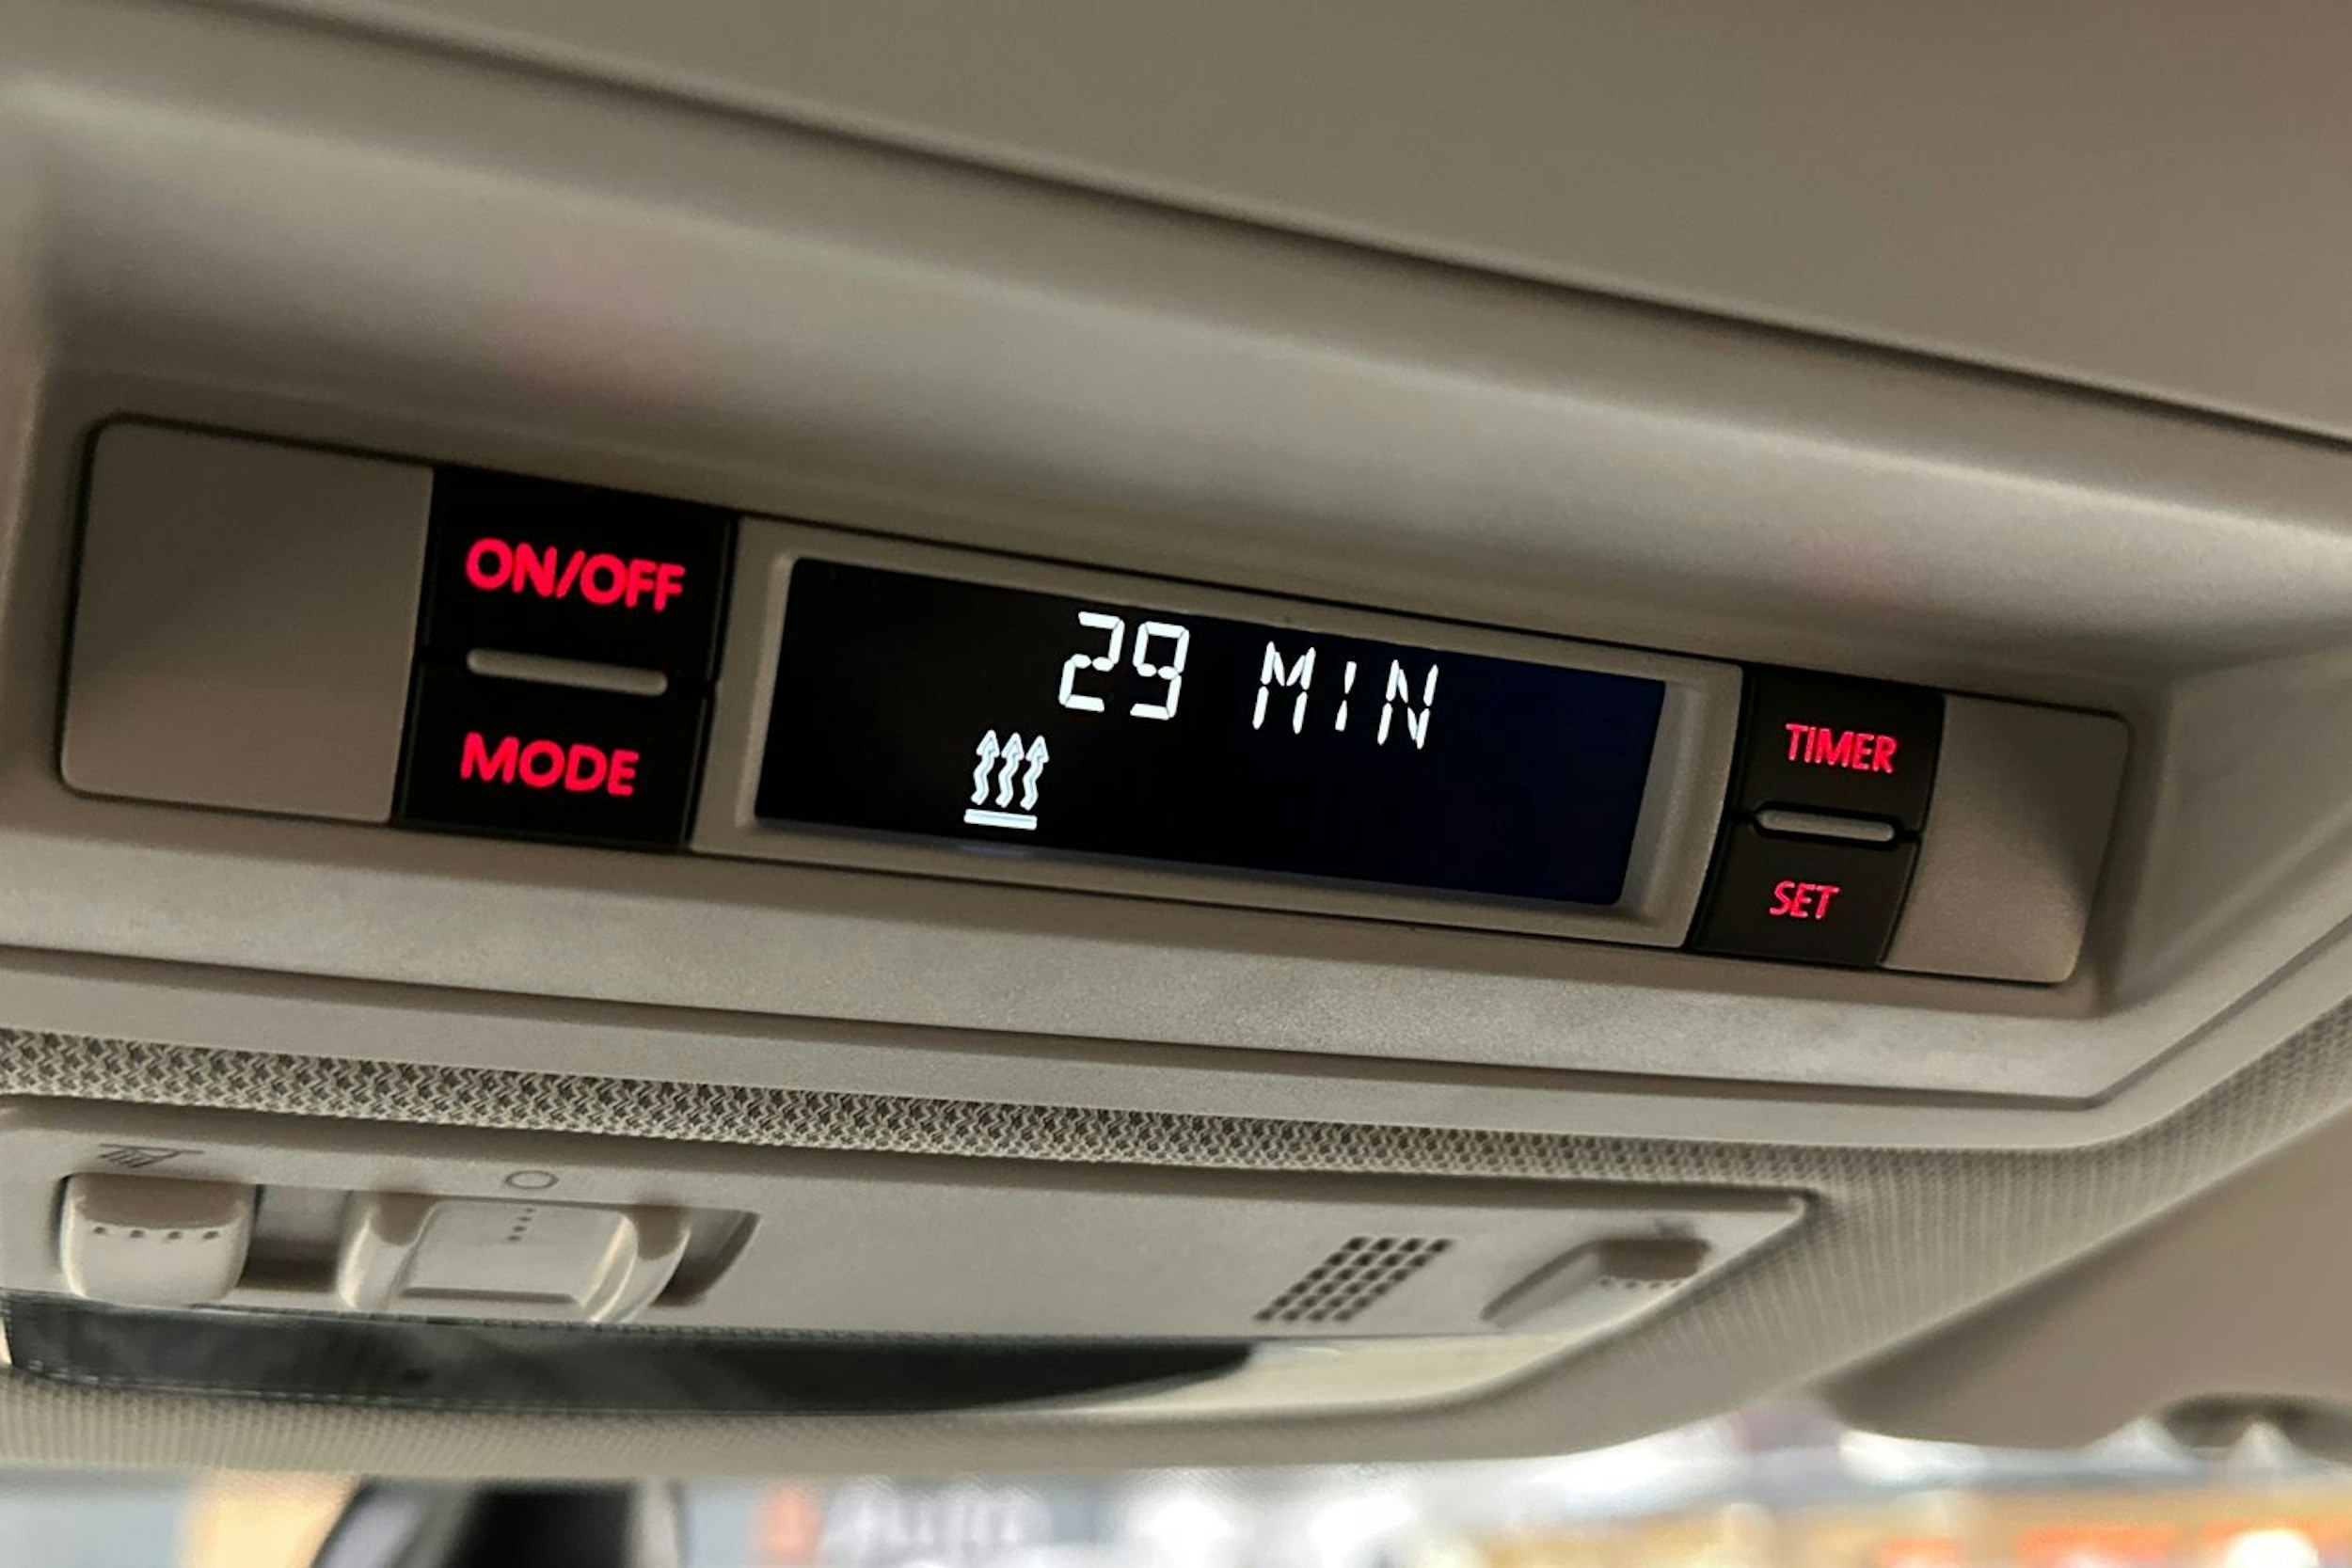 ON/OFF
MODE
29 MIN
TIMER
SET